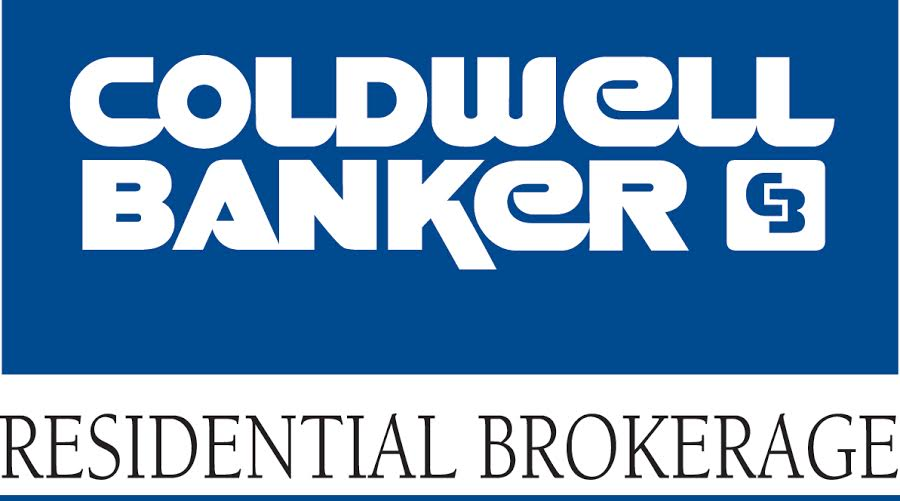 COLDWELL
BANKER CB
RESIDENTIAL BROKERAGE